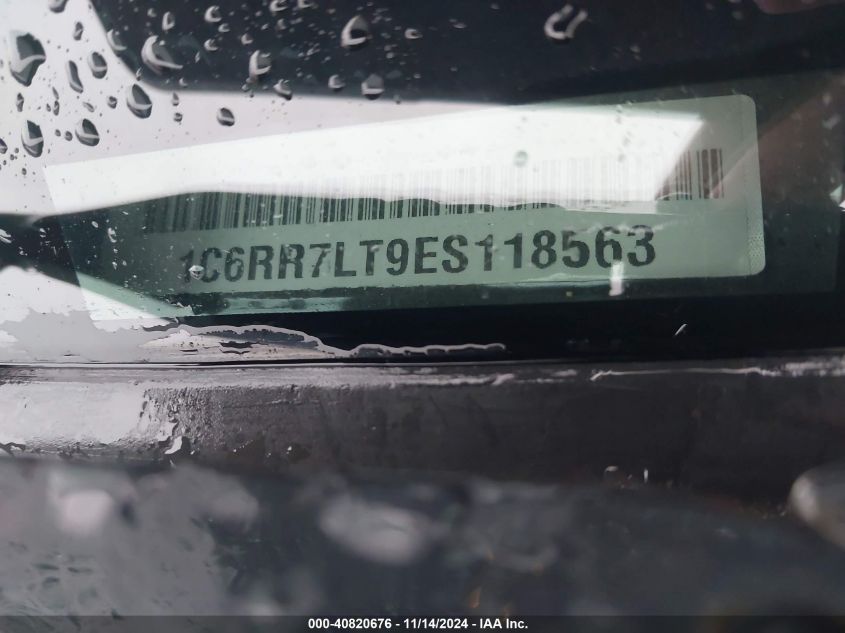 1C6RR7LT9ES118563
000-40820676 - 11/14/2024 - IAA Inc.